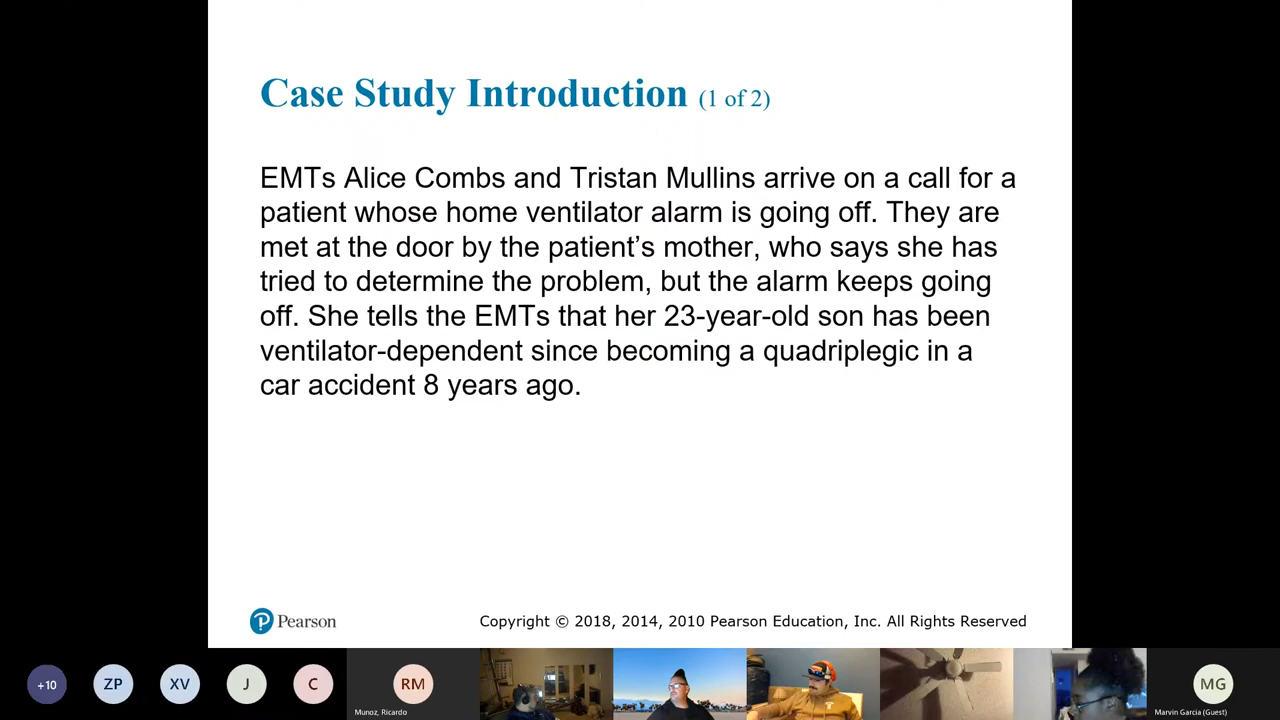 Case Study Introduction (1 of 2)
EMTs Alice Combs and Tristan Mullins arrive on a call for a
patient whose home ventilator alarm is going off. They are
met at the door by the patient’s mother, who says she has
tried to determine the problem, but the alarm keeps going
off. She tells the EMTs that her 23-year-old son has been
ventilator-dependent since becoming a quadriplegic in a
car accident 8 years ago.
P Pearson
Copyright © 2018, 2014, 2010 Pearson Education, Inc. All Rights Reserved
+10
ZP
XV
J
C
RM
Munoz, Ricardo
MG
Marvin Garcia (Guest)